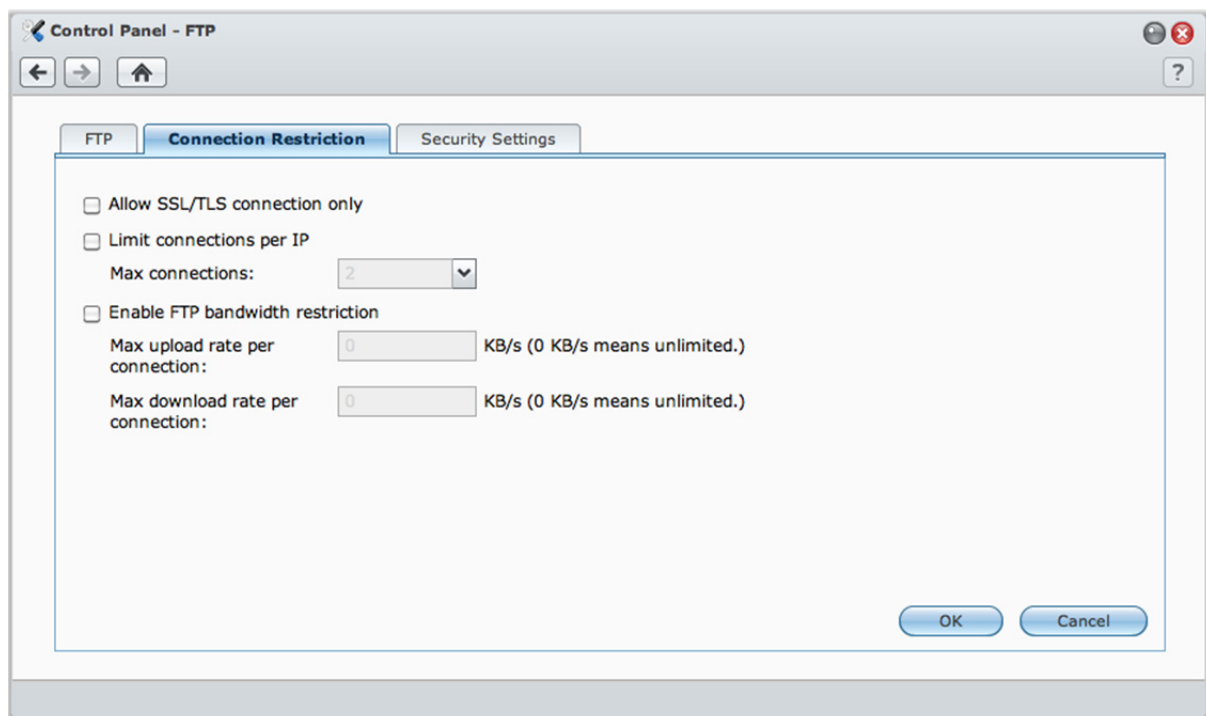 Control Panel - FTP
?
FTP Connection Restriction Security Settings
Allow SSL/TLS connection only
Limit connections per IP
Max connections: 2
Enable FTP bandwidth restriction
Max upload rate per connection: 0 KB/s (0 KB/s means unlimited.)
Max download rate per connection: 0 KB/s (0 KB/s means unlimited.)
OK Cancel